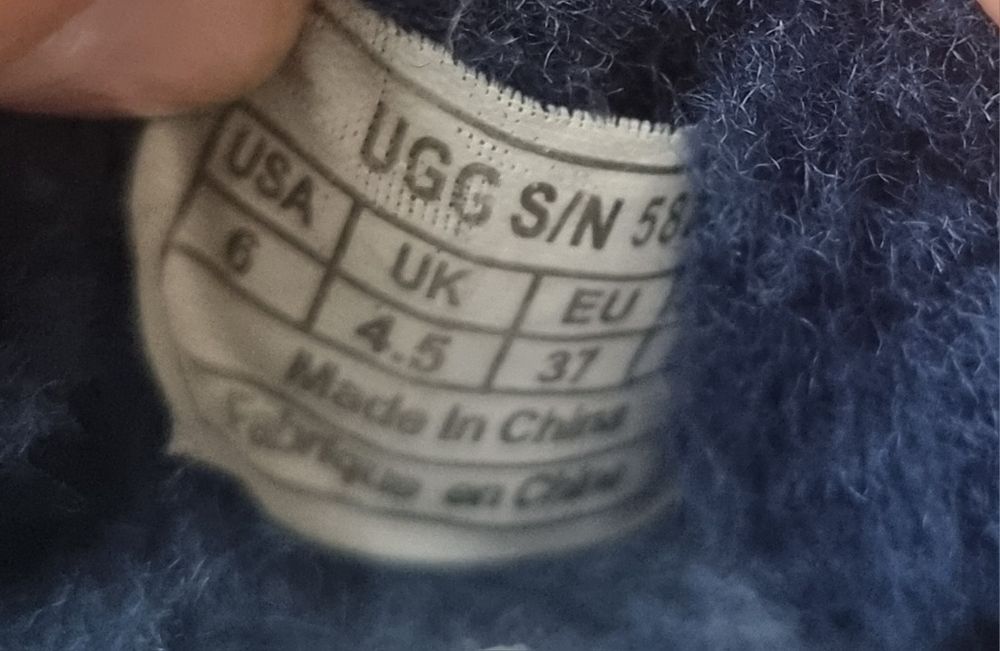 UGG S/N 58
USA UK EU
6 4.5 37
Made In China
Fabriqué en Chine